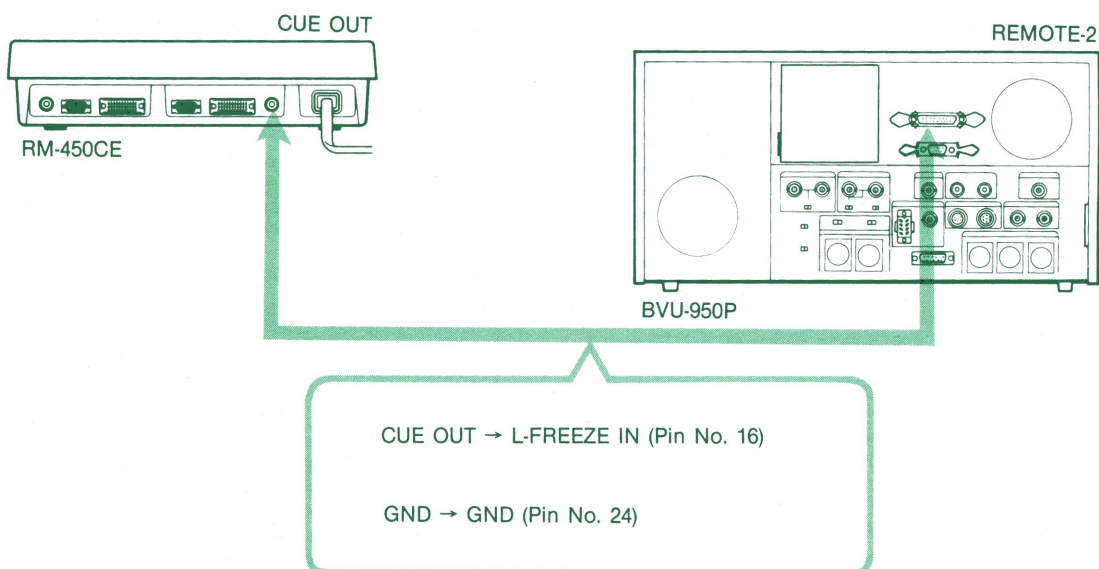 CUE OUT
REMOTE-2
RM-450CE
BVU-950P
CUE OUT → L-FREEZE IN (Pin No. 16)
GND → GND (Pin No. 24)